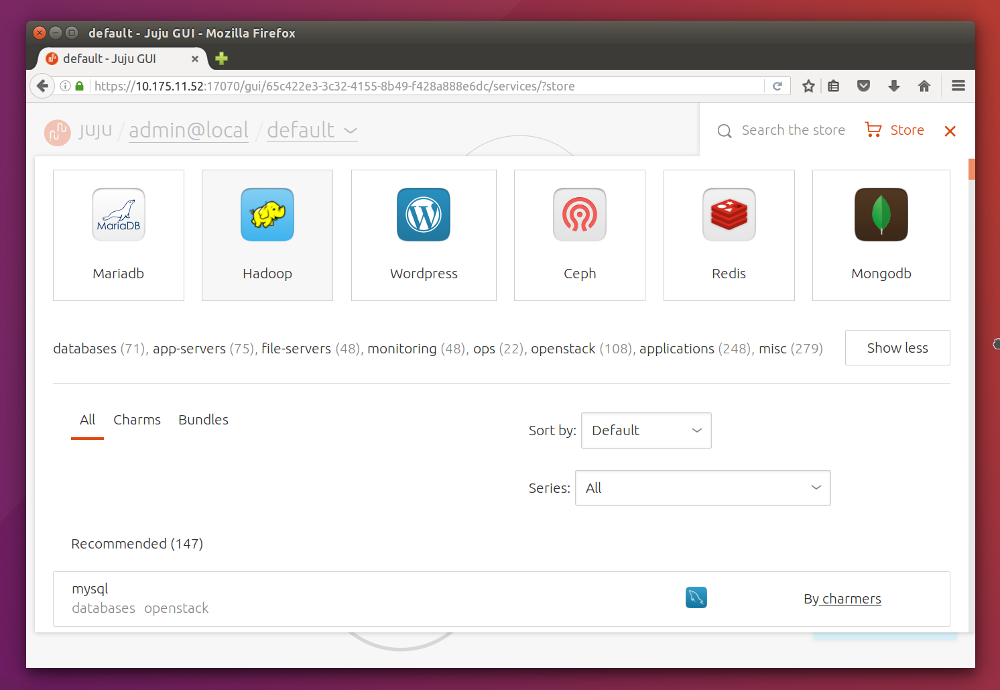 default - Juju GUI - Mozilla Firefox
default - Juju GUI
https://10.175.11.52:17070/gui/65c422e3-3c32-4155-8b49-f428a888e6dc/services/?store
juju / admin@local / default
Search the store
Store
MariaDB
Mariadb
Hadoop
Wordpress
Ceph
Redis
Mongodb
databases (71), app-servers (75), file-servers (48), monitoring (48), ops (22), openstack (108), applications (248), misc (279)
Show less
All Charms Bundles
Sort by: Default
Series: All
Recommended (147)
mysql
databases openstack
By charmers